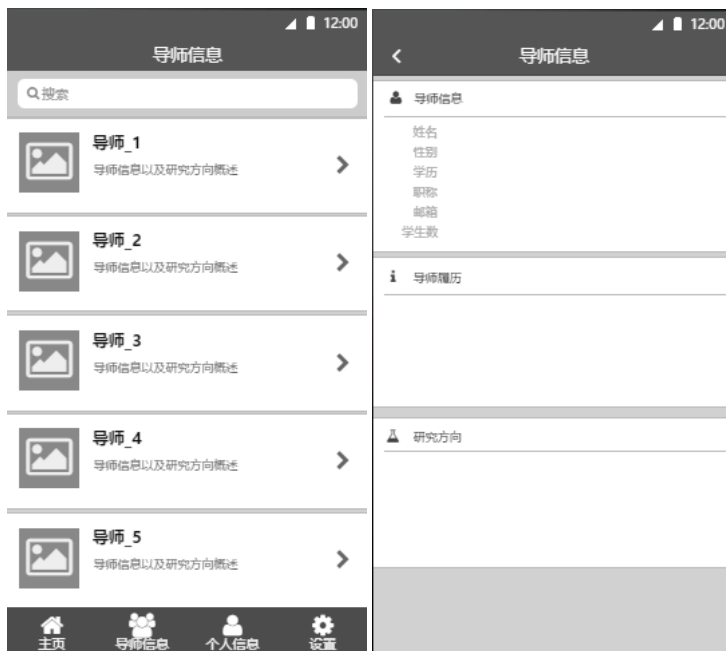 12:00
导师信息
搜索
导师_1
导师信息以及研究方向概述
导师_2
导师信息以及研究方向概述
导师_3
导师信息以及研究方向概述
导师_4
导师信息以及研究方向概述
导师_5
导师信息以及研究方向概述
主页
导师信息
个人信息
设置
12:00
导师信息
导师信息
姓名
性别
学历
职称
邮箱
学生数
导师履历
研究方向